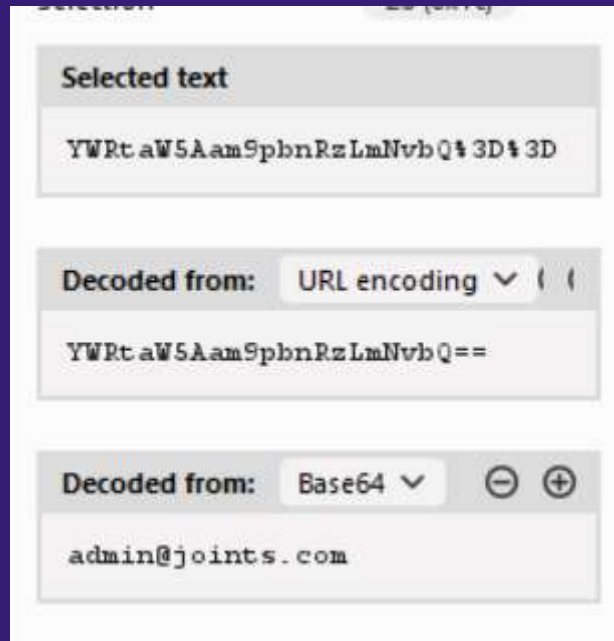 Selected text
YWRtaW5Aam9pbnRzLmNvbQ%3D%3D
Decoded from: URL encoding
YWRtaW5Aam9pbnRzLmNvbQ==
Decoded from: Base64
admin@joints.com